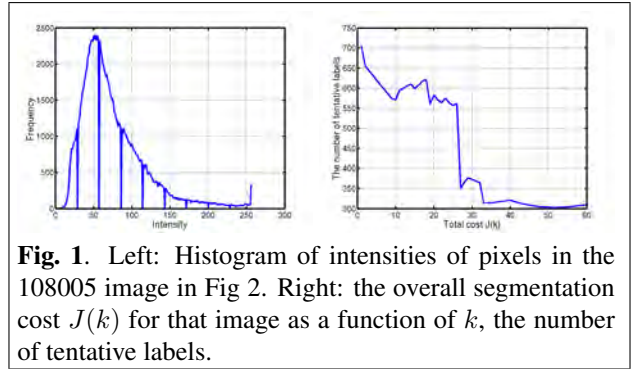 2500
2000
1500
1000
500
0
0 50 100 150 200 250 300
Frequency
Intensity
750
700
650
600
550
500
450
400
350
300
0 10 20 30 40 50 60
The number of tentative labels
Total cost J(k)
Fig. 1. Left: Histogram of intensities of pixels in the
108005 image in Fig 2. Right: the overall segmentation
cost J(k) for that image as a function of k, the number
of tentative labels.